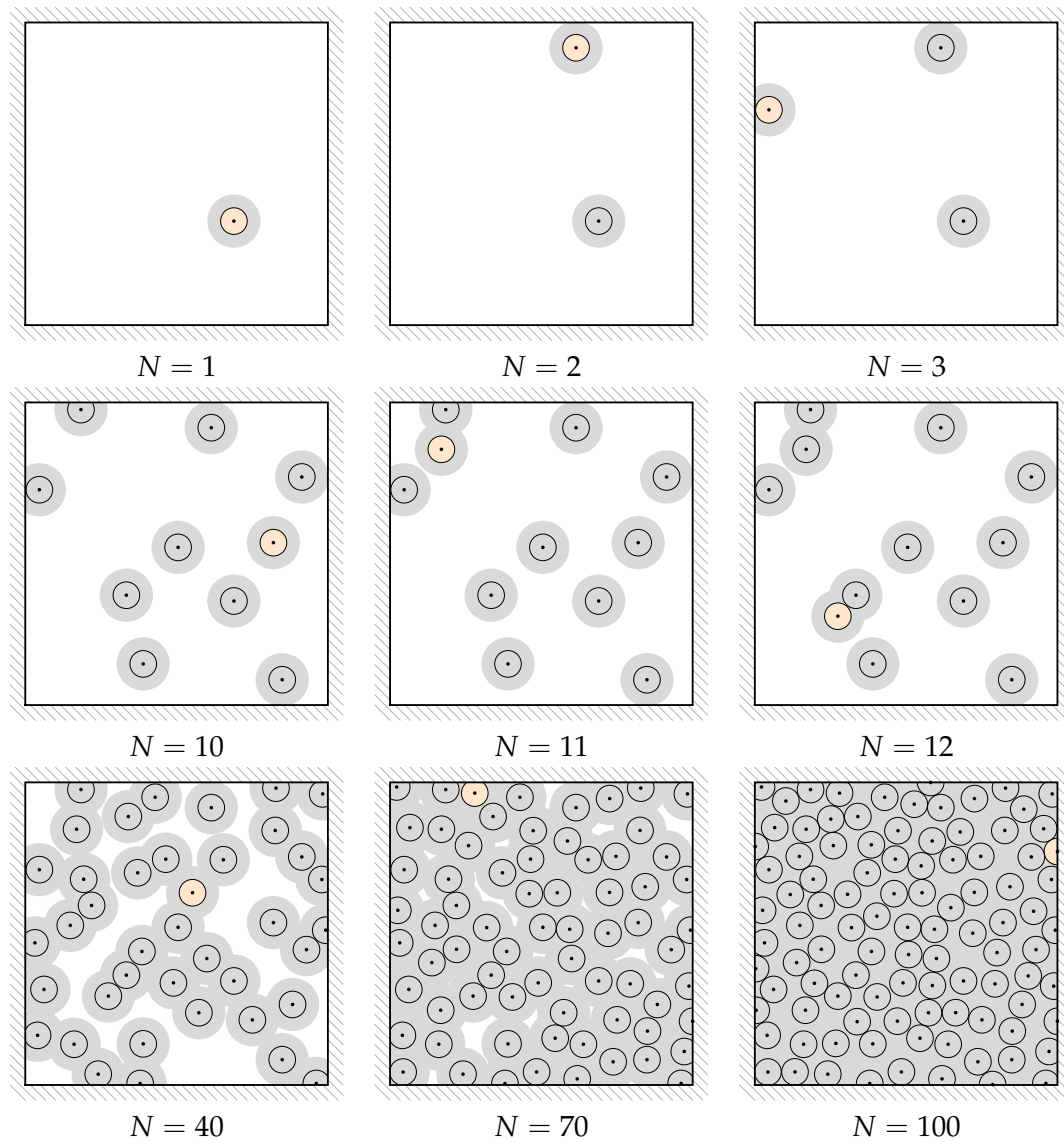 N = 1 N = 2 N = 3
N = 10 N = 11 N = 12
N = 40 N = 70 N = 100